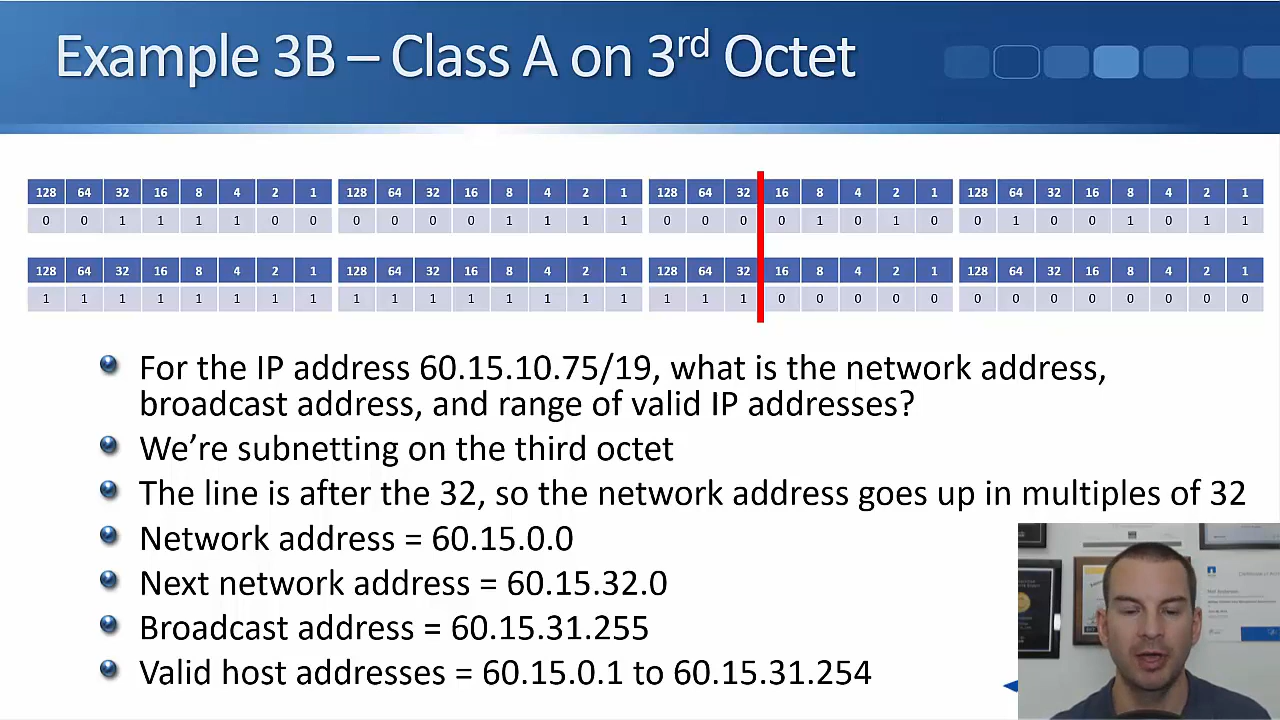 Example 3B – Class A on 3rd Octet
128 64 32 16 8 4 2 1 128 64 32 16 8 4 2 1 128 64 32 16 8 4 2 1 128 64 32 16 8 4 2 1
0 0 1 1 1 1 0 0 0 0 0 0 1 1 1 1 0 0 0 0 1 0 1 0 0 1 0 0 1 0 1 1
128 64 32 16 8 4 2 1 128 64 32 16 8 4 2 1 128 64 32 16 8 4 2 1 128 64 32 16 8 4 2 1
1 1 1 1 1 1 1 1 1 1 1 1 1 1 1 1 1 1 1 0 0 0 0 0 0 0 0 0 0 0 0 0
For the IP address 60.15.10.75/19, what is the network address,
broadcast address, and range of valid IP addresses?
We’re subnetting on the third octet
The line is after the 32, so the network address goes up in multiples of 32
Network address = 60.15.0.0
Next network address = 60.15.32.0
Broadcast address = 60.15.31.255
Valid host addresses = 60.15.0.1 to 60.15.31.254